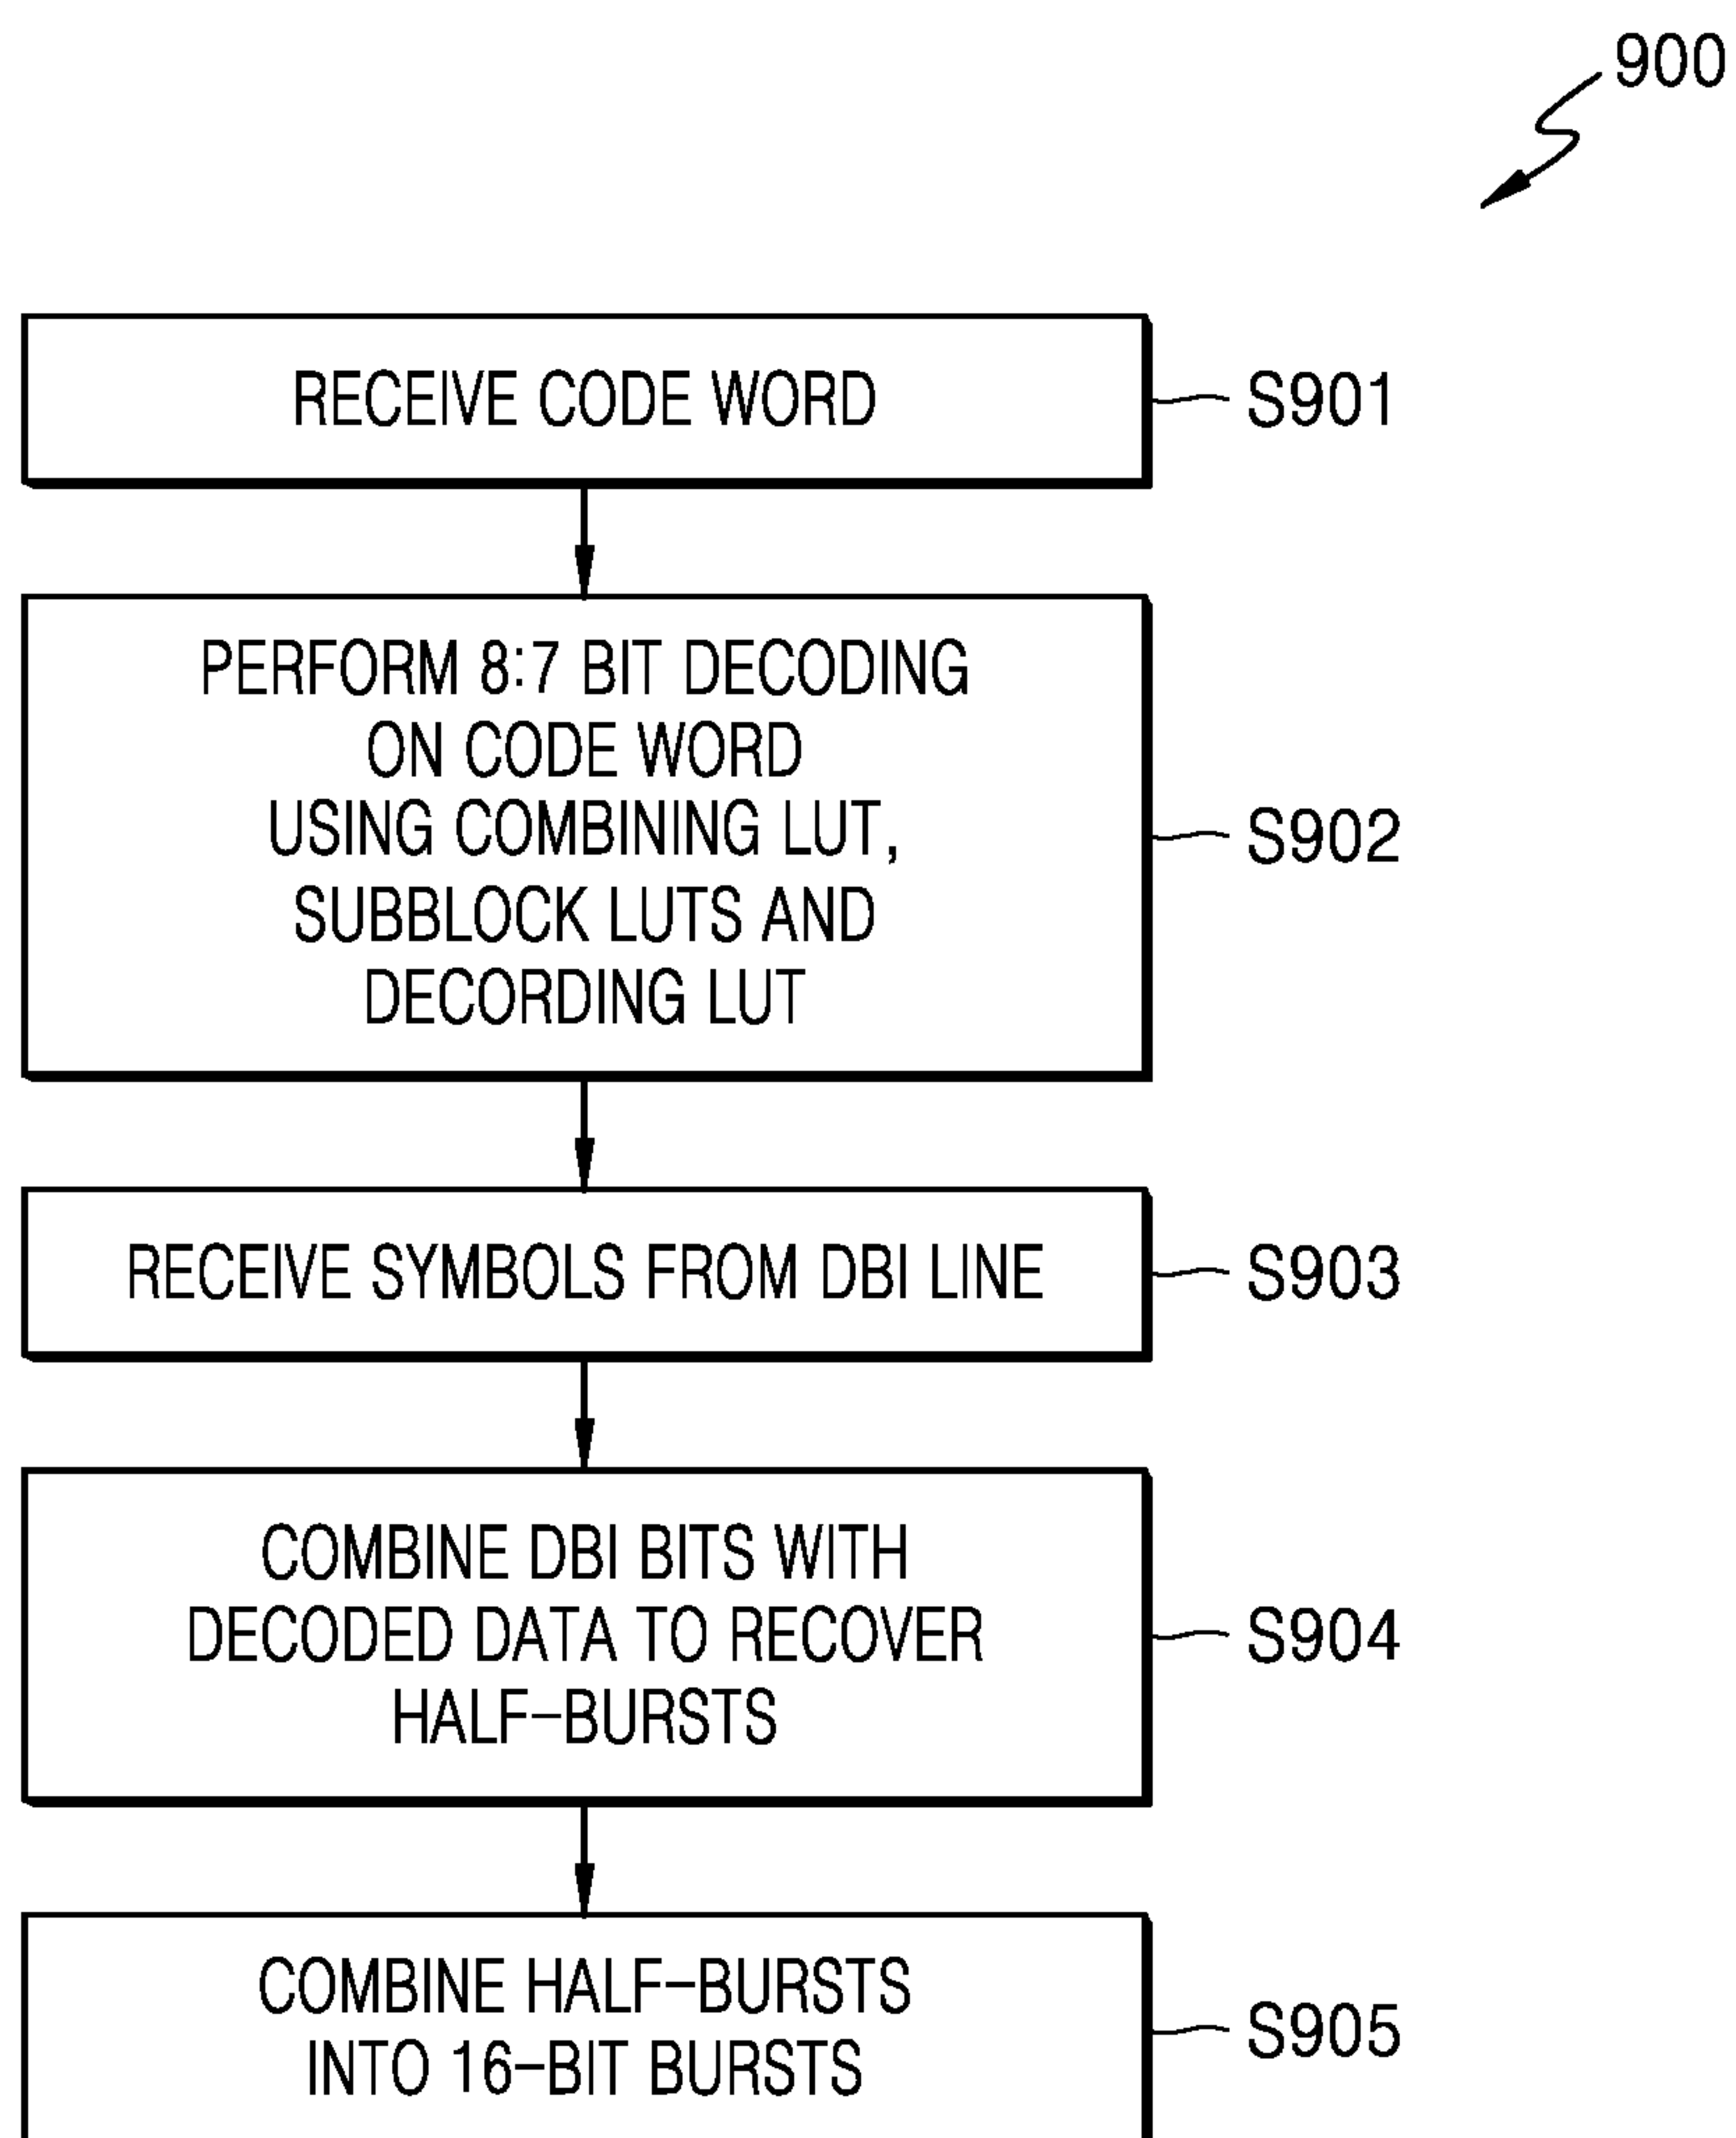 900
RECEIVE CODE WORD
S901
PERFORM 8:7 BIT DECODING
ON CODE WORD
USING COMBINING LUT,
SUBBLOCK LUTS AND
DECORDING LUT
S902
RECEIVE SYMBOLS FROM DBI LINE
S903
COMBINE DBI BITS WITH
DECODED DATA TO RECOVER
HALF-BURSTS
S904
COMBINE HALF-BURSTS
INTO 16-BIT BURSTS
S905